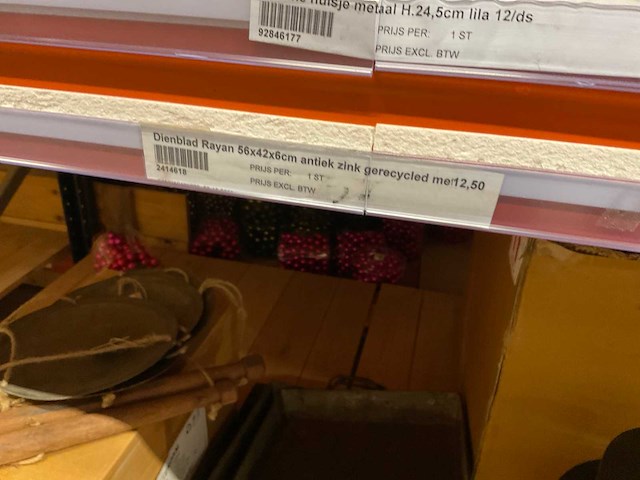 huisje metaal H.24,5cm lila 12/ds
92846177
PRIJS PER: 1 ST
PRIJS EXCL. BTW
Dienblad Rayan 56x42x6cm antiek zink gerecycled me 12,50
2414618
PRIJS PER: 1 ST
PRIJS EXCL. BTW